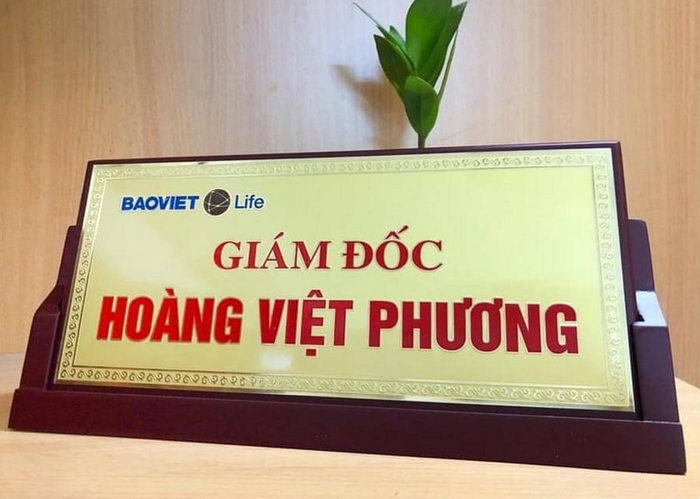 BAOVIET Life
GIÁM ĐỐC
HOÀNG VIỆT PHƯƠNG